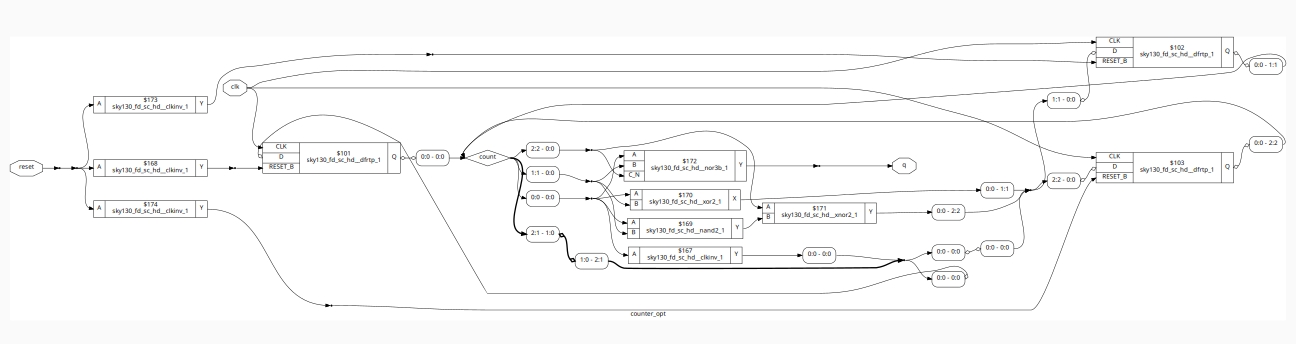 CLK
$102
D
sky130_fd_sc_hd__dfrtp_1
Q
RESET_B
0:0 - 1:1
clk
$173
A
sky130_fd_sc_hd__clkinv_1
Y
1:1 - 0:0
CLK
$101
D
sky130_fd_sc_hd__dfrtp_1
Q
RESET_B
0:0 - 0:0
count
2:2 - 0:0
1:1 - 0:0
0:0 - 0:0
2:1 - 1:0
1:0 - 2:1
A
B
C_N
$172
sky130_fd_sc_hd__nor3b_1
Y
q
reset
A
$168
sky130_fd_sc_hd__clkinv_1
Y
CLK
$103
D
sky130_fd_sc_hd__dfrtp_1
Q
RESET_B
0:0 - 2:2
2:2 - 0:0
A
B
$170
sky130_fd_sc_hd__xor2_1
X
0:0 - 1:1
A
$174
sky130_fd_sc_hd__clkinv_1
Y
A
B
$171
sky130_fd_sc_hd__xnor2_1
Y
0:0 - 2:2
A
B
$169
sky130_fd_sc_hd__nand2_1
Y
A
$167
sky130_fd_sc_hd__clkinv_1
Y
0:0 - 0:0
0:0 - 0:0
0:0 - 0:0
0:0 - 0:0
counter_opt